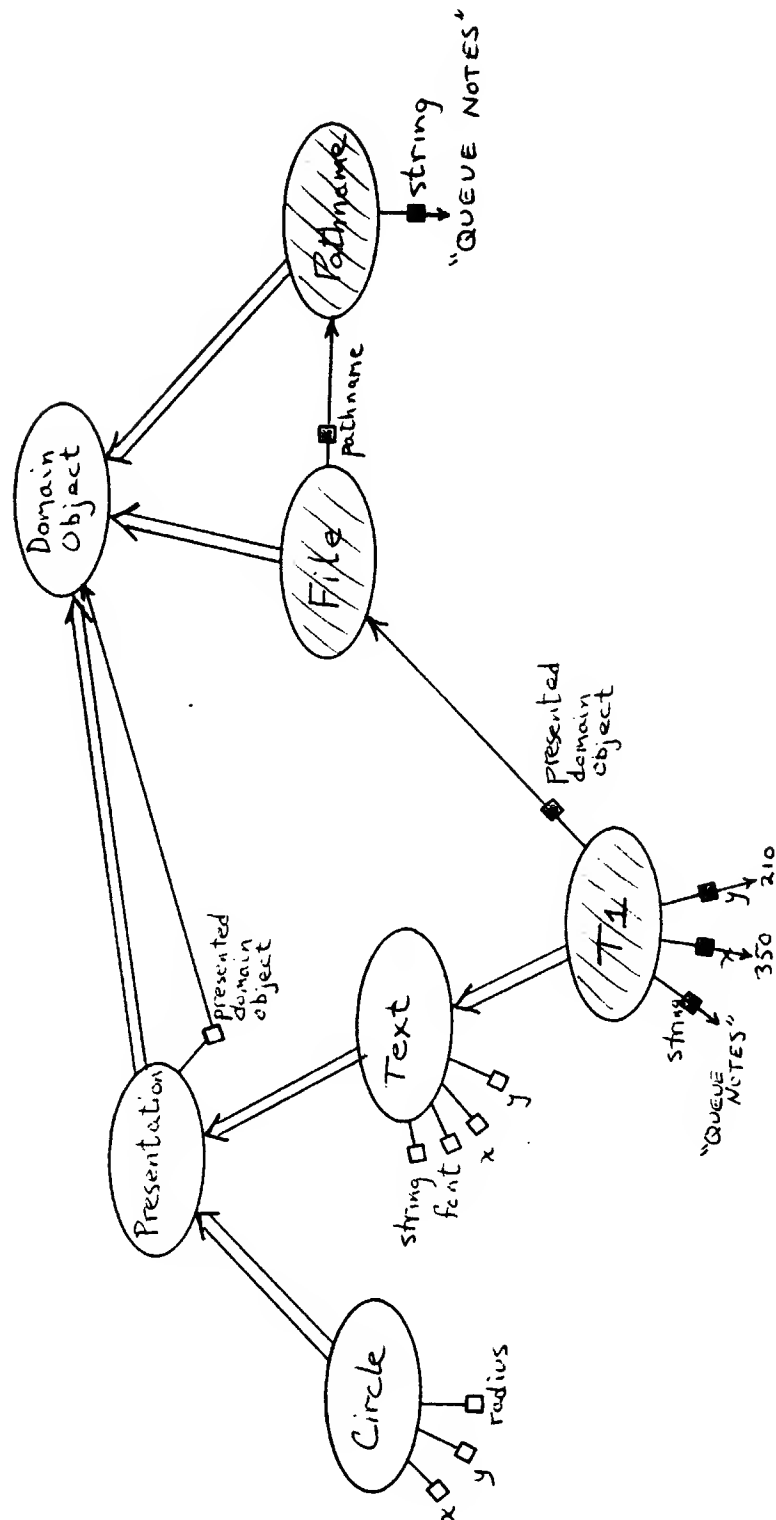 Domain
Object
Presentation
presented
domain
object
Circle
x
y
radius
Text
string
font
x
y
File
pathname
Pathname
string
"QUEUE NOTES"
presented
domain
object
T1
string
"QUEUE
NOTES"
x
350
y
210